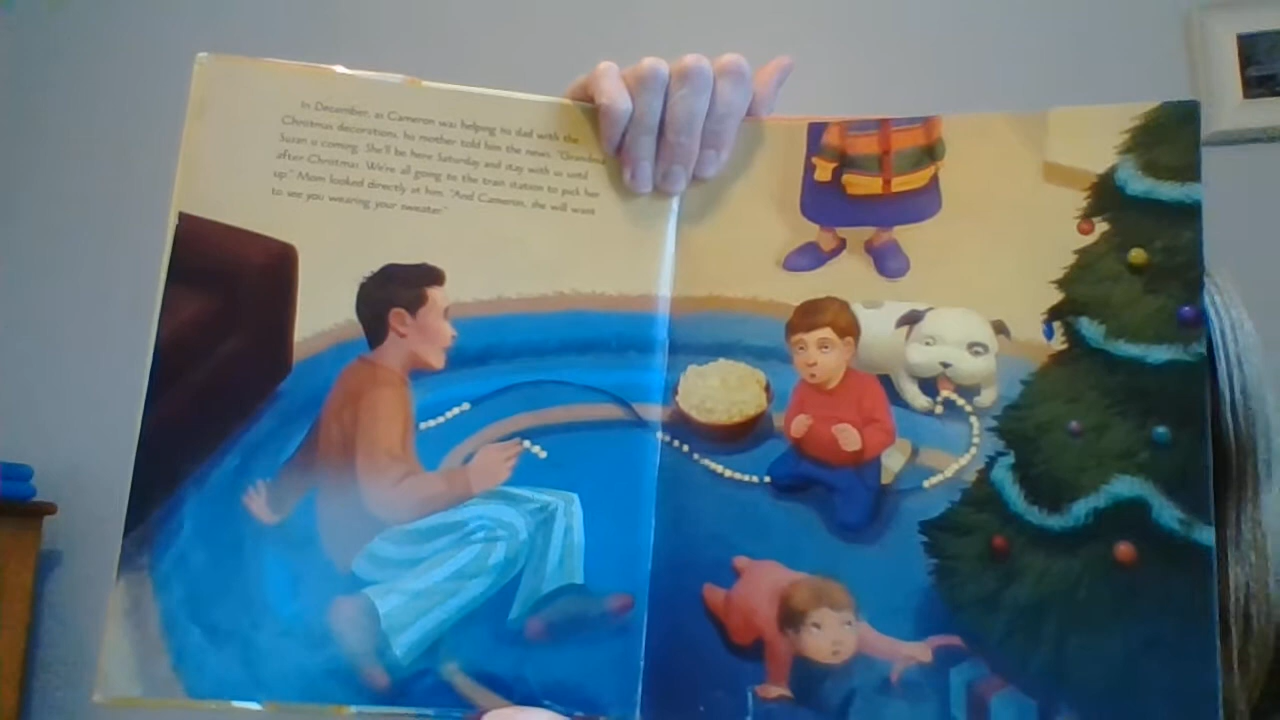 In December, as Cameron was helping his dad with the
Christmas decorations, his mother told him the news. "Grandma
Susan is coming. She'll be here Saturday and stay with us until
after Christmas. We're all going to the train station to pick her
up." Mom looked directly at him. "And Cameron, she will want
to see you wearing your sweater."